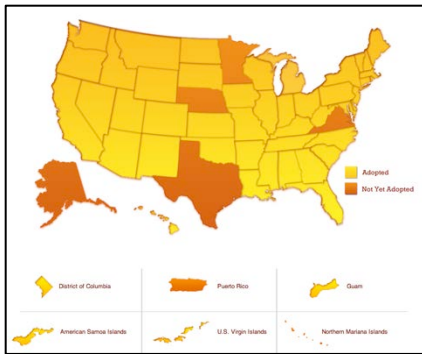 Adopted
Not Yet Adopted
District of Columbia
Puerto Rico
Guam
American Samoa Islands
U.S. Virgin Islands
Northern Mariana Islands